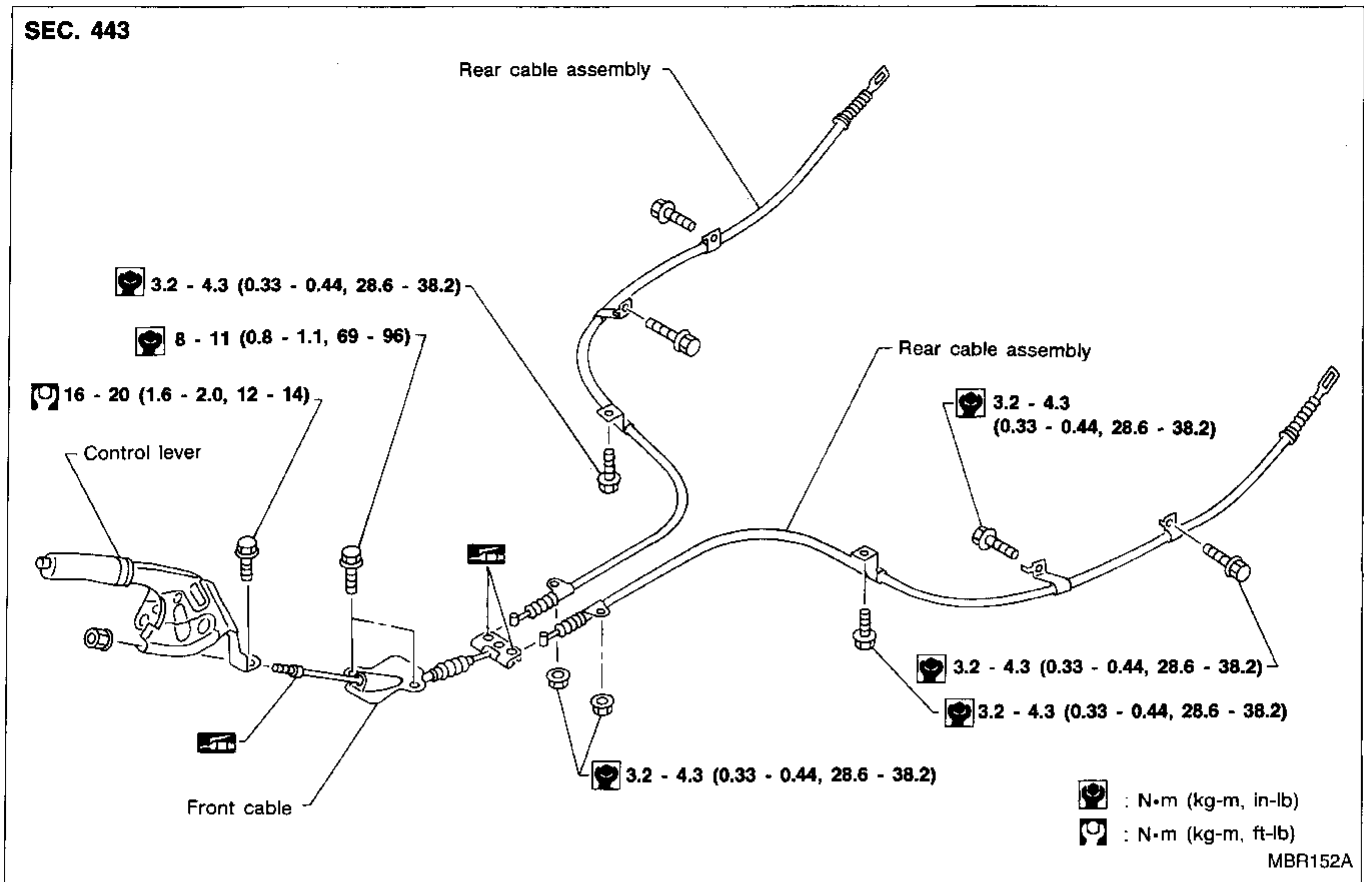 SEC. 443
Rear cable assembly
3.2 - 4.3 (0.33 - 0.44, 28.6 - 38.2)
8 - 11 (0.8 - 1.1, 69 - 96)
16 - 20 (1.6 - 2.0, 12 - 14)
Control lever
Rear cable assembly
3.2 - 4.3
(0.33 - 0.44, 28.6 - 38.2)
3.2 - 4.3 (0.33 - 0.44, 28.6 - 38.2)
3.2 - 4.3 (0.33 - 0.44, 28.6 - 38.2)
3.2 - 4.3 (0.33 - 0.44, 28.6 - 38.2)
Front cable
: N•m (kg-m, in-lb)
: N•m (kg-m, ft-lb)
MBR152A